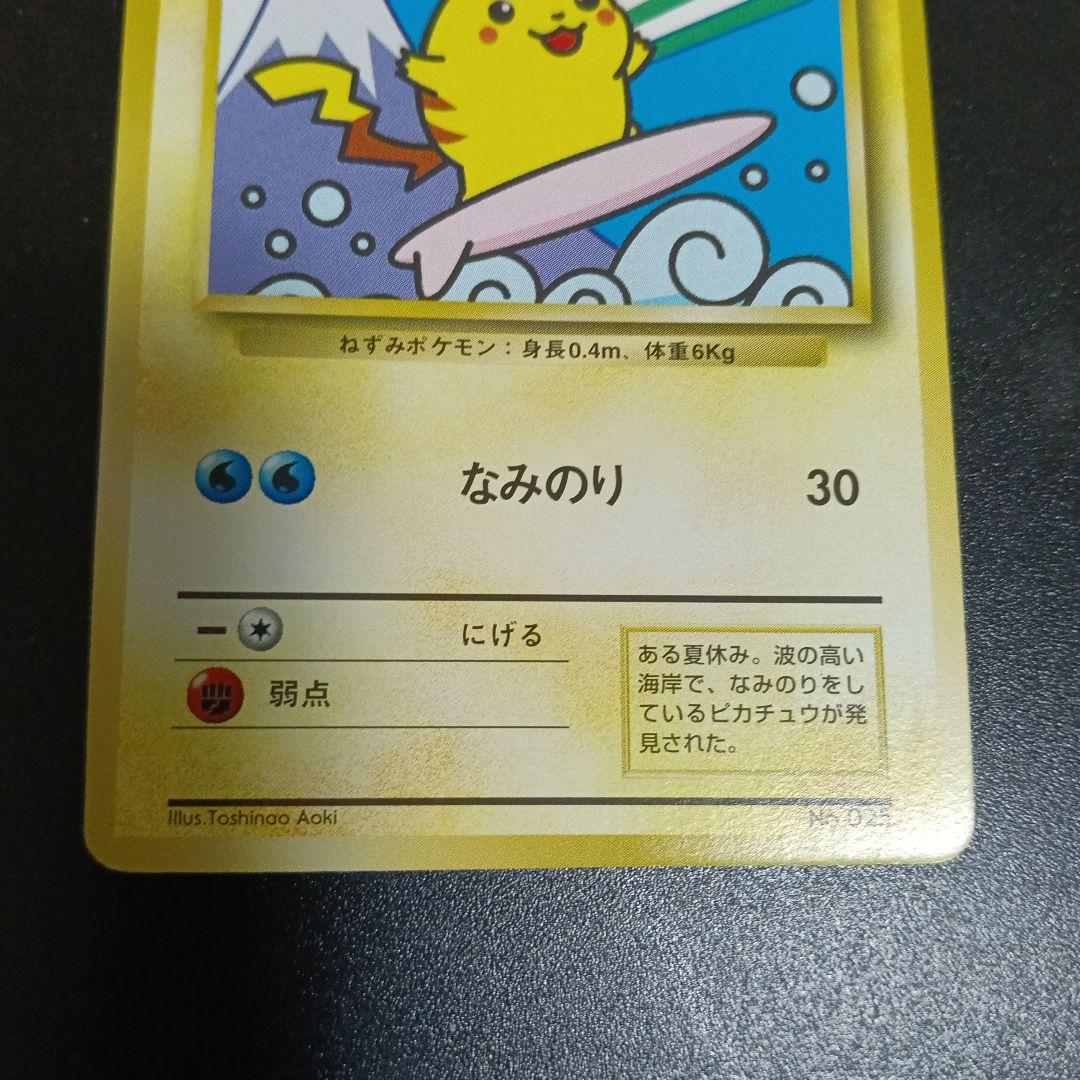 ねずみポケモン：身長0.4m、体重6Kg
なみのり 30
にげる
弱点
ある夏休み。波の高い
海岸で、なみのりをし
ているピカチュウが発
見された。
Illus.Toshinao Aoki
No.025